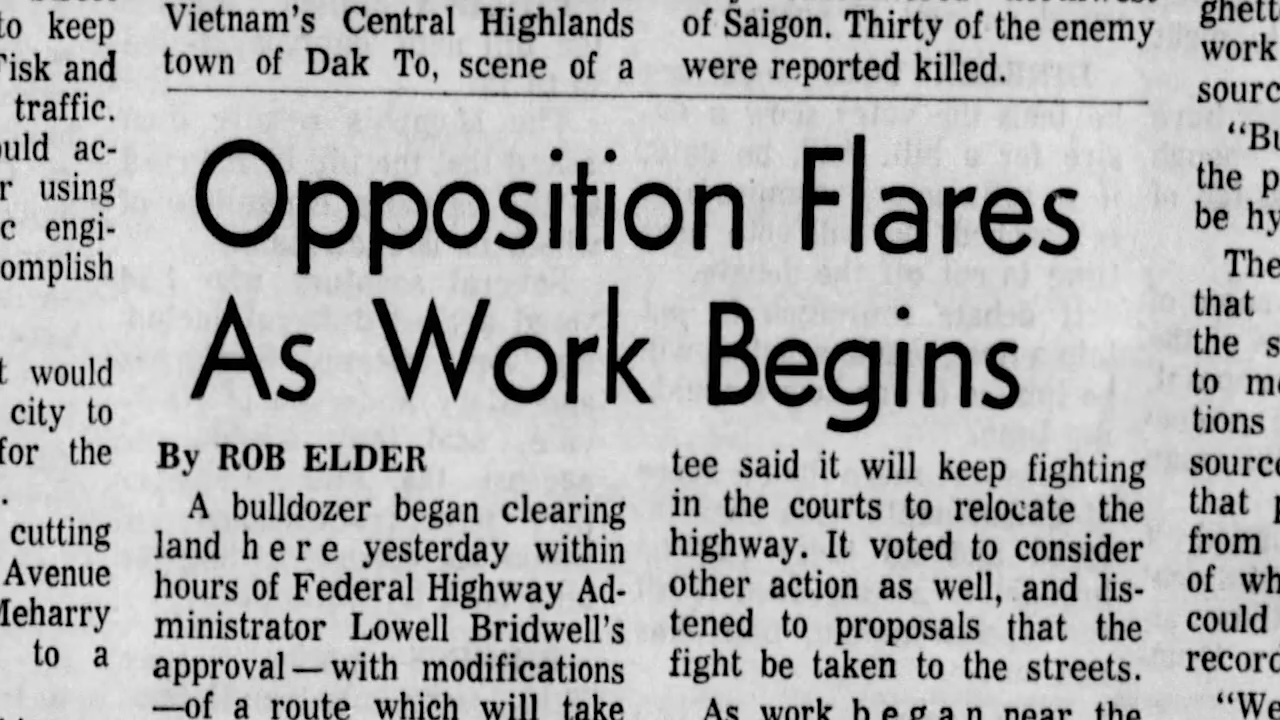 to keep
Fisk and
traffic.
ould ac-
r using
c engi-
omplish
t would
city to
for the
cutting
Avenue
Meharry
to a
Vietnam's Central Highlands
town of Dak To, scene of a
of Saigon. Thirty of the enemy
were reported killed.
Opposition Flares
As Work Begins
By ROB ELDER
A bulldozer began clearing
land here yesterday within
hours of Federal Highway Ad-
ministrator Lowell Bridwell's
approval—with modifications
—of a route which will take
tee said it will keep fighting
in the courts to relocate the
highway. It voted to consider
other action as well, and lis-
tened to proposals that the
fight be taken to the streets.
As work began near the
ghett
work
sourc
"Bu
the p
be hy
The
that
the s
to mo
tions
source
that p
from
of wh
could
record
"We